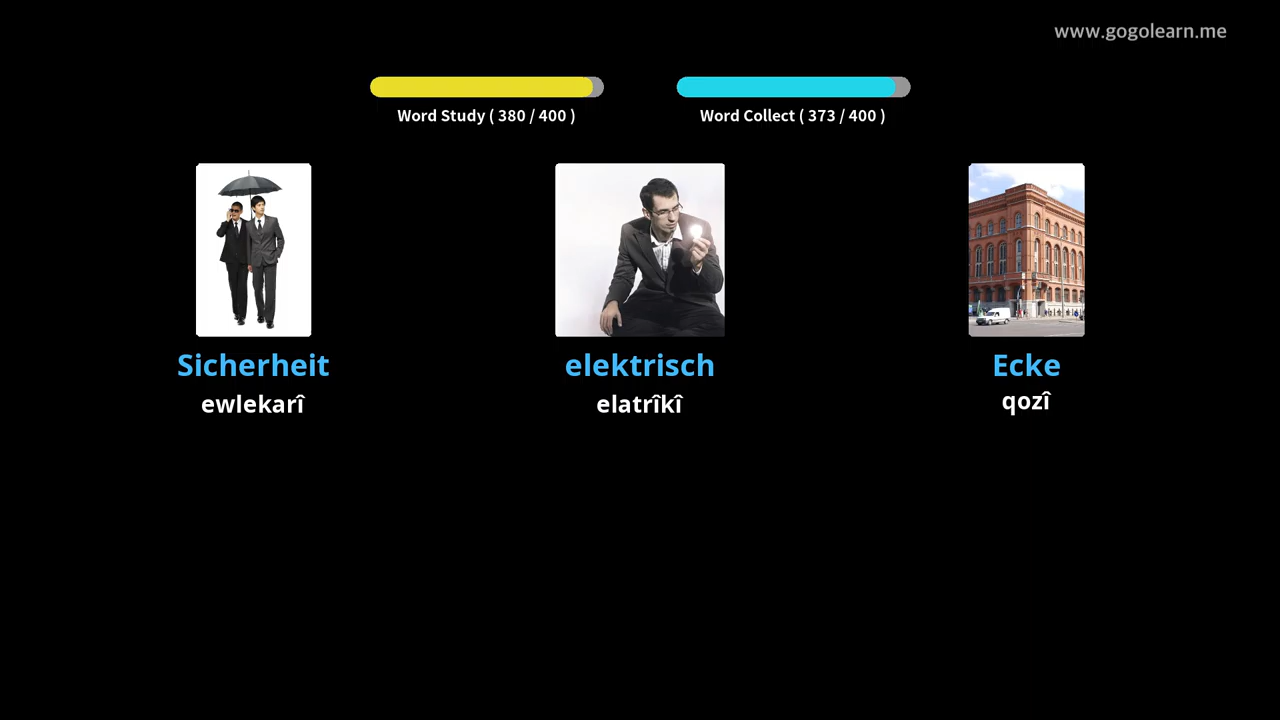 www.gogolearn.me
Word Study ( 380 / 400 )
Word Collect ( 373 / 400 )
Sicherheit
ewlekarî
elektrisch
elatrîkî
Ecke
qozî